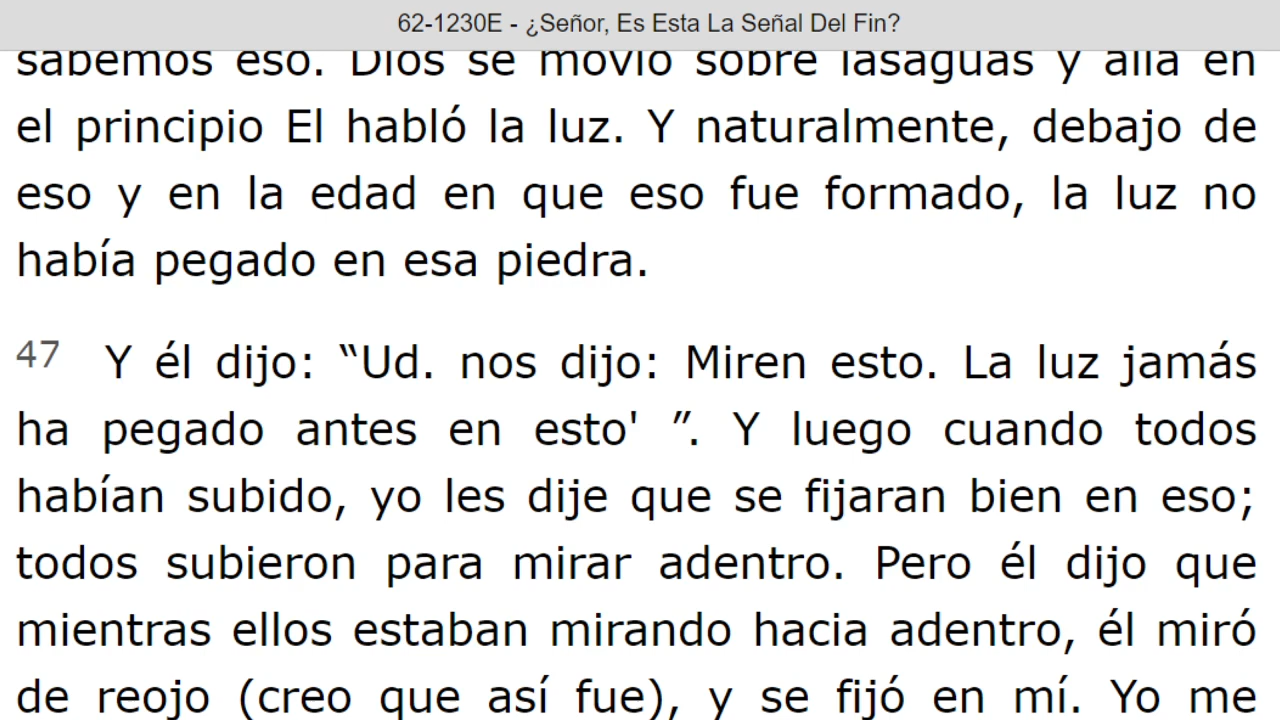 62-1230E - ¿Señor, Es Esta La Señal Del Fin?
sabemos eso. Dios se movió sobre lasaguas y allá en
el principio El habló la luz. Y naturalmente, debajo de
eso y en la edad en que eso fue formado, la luz no
había pegado en esa piedra.
47 Y él dijo: “Ud. nos dijo: Miren esto. La luz jamás
ha pegado antes en esto' ”. Y luego cuando todos
habían subido, yo les dije que se fijaran bien en eso;
todos subieron para mirar adentro. Pero él dijo que
mientras ellos estaban mirando hacia adentro, él miró
de reojo (creo que así fue), y se fijó en mí. Yo me